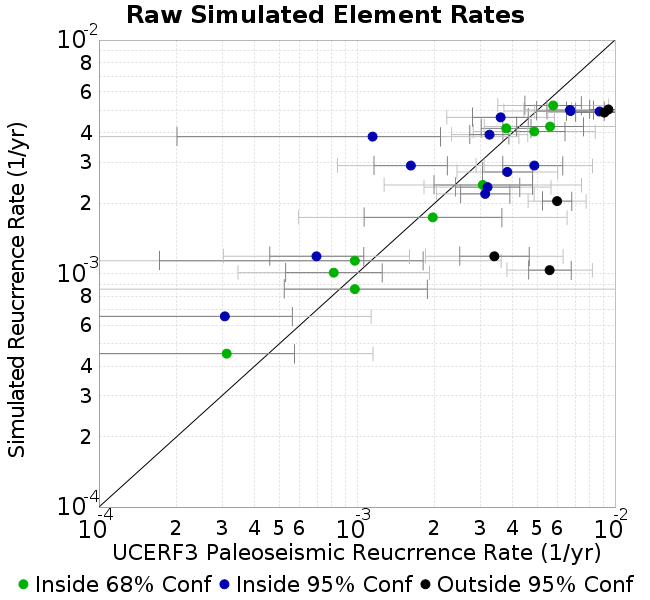 Raw Simulated Element Rates
10-2
8
6
4
3
2
10-3
8
6
4
3
2
10-4
Simulated Reucrrence Rate (1/yr)
10-4 2 3 4 5 6 10-3 2 3 4 5 6 10-2
UCERF3 Paleoseismic Reucrrence Rate (1/yr)
Inside 68% Conf Inside 95% Conf Outside 95% Conf